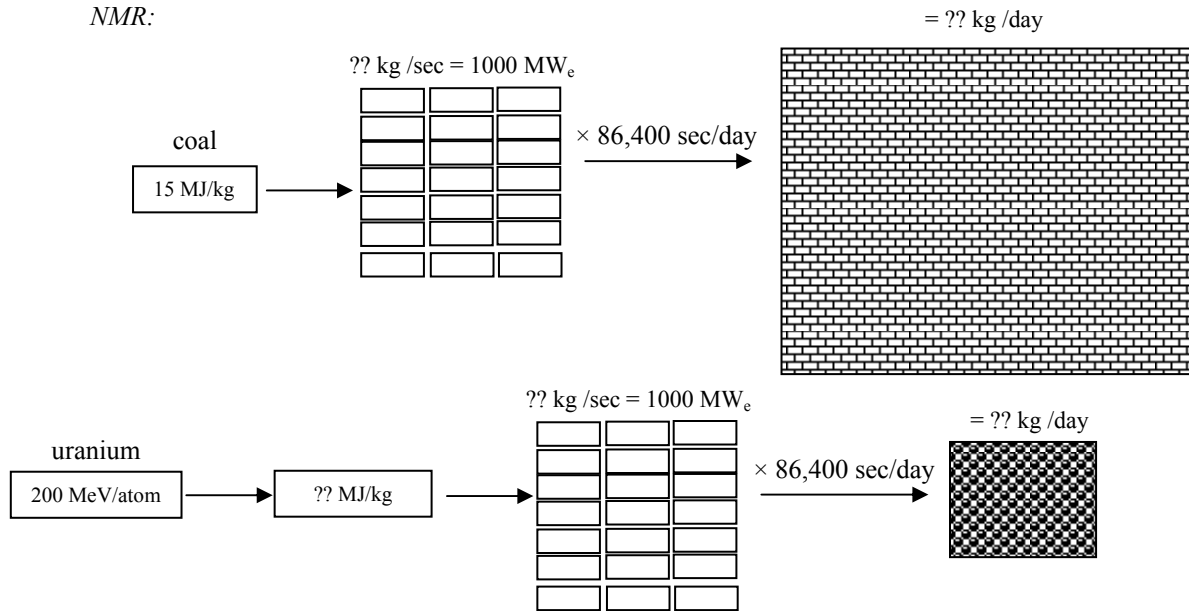 NMR:
= ?? kg /day
?? kg /sec = 1000 MWₑ
× 86,400 sec/day
coal
15 MJ/kg
?? kg /sec = 1000 MWₑ
= ?? kg /day
uranium
× 86,400 sec/day
200 MeV/atom
?? MJ/kg